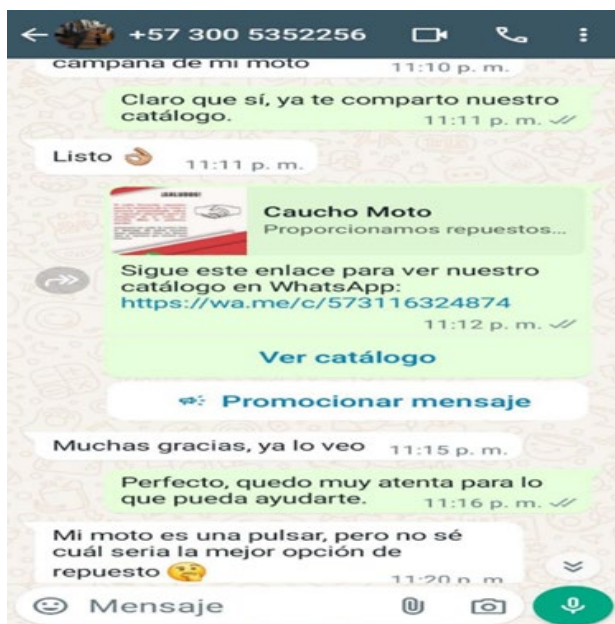 +57 300 5352256
campana de mi moto
11:10 p. m.
Claro que sí, ya te comparto nuestro
catálogo.
11:11 p. m.
Listo
11:11 p. m.
¡SALUDOS!
Caucho Moto
Proporcionamos repuestos...
Sigue este enlace para ver nuestro
catálogo en WhatsApp:
https://wa.me/c/573116324874
11:12 p. m.
Ver catálogo
Promocionar mensaje
Muchas gracias, ya lo veo 11:15 p. m.
Perfecto, quedo muy atenta para lo
que pueda ayudarte. 11:16 p. m.
Mi moto es una pulsar, pero no sé
cuál seria la mejor opción de
repuesto
11:20 p. m.
Mensaje